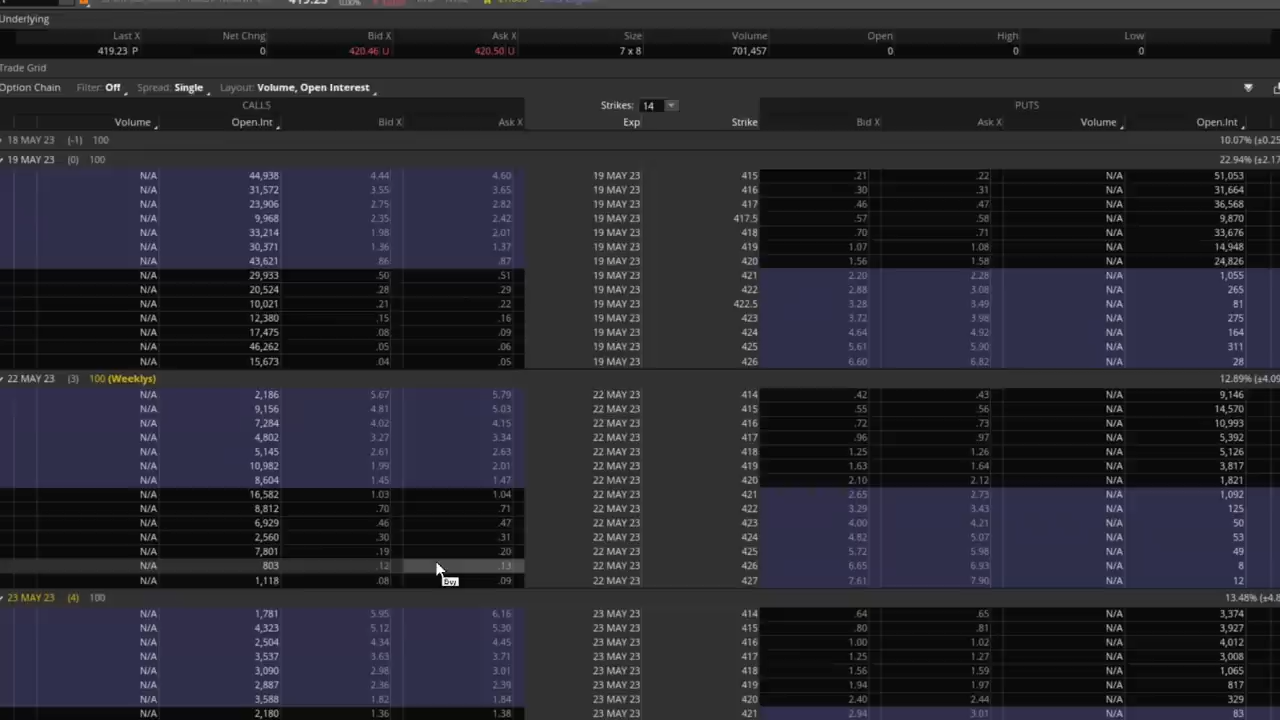 419.23
0.00%
Underlying
Last X Net Chng Bid X Ask X Size Volume Open High Low
419.23 P 0 420.46 U 420.50 U 7 x 8 701,457 0 0 0
Trade Grid
Option Chain Filter: Off Spread: Single Layout: Volume, Open Interest
CALLS Strikes: 14 PUTS
Volume Open.Int Bid X Ask X Exp Strike Bid X Ask X Volume Open.Int
18 MAY 23 (-1) 100 10.07% (±0.25
19 MAY 23 (0) 100 22.94% (±2.17
N/A 44,938 4.44 4.60 19 MAY 23 415 .21 .22 N/A 51,053
N/A 31,572 3.55 3.65 19 MAY 23 416 .30 .31 N/A 31,664
N/A 23,906 2.75 2.82 19 MAY 23 417 .46 .47 N/A 36,568
N/A 9,968 2.35 2.42 19 MAY 23 417.5 .57 .58 N/A 9,870
N/A 33,214 1.98 2.01 19 MAY 23 418 .70 .71 N/A 33,676
N/A 30,371 1.36 1.37 19 MAY 23 419 1.07 1.08 N/A 14,948
N/A 43,621 .86 .87 19 MAY 23 420 1.56 1.58 N/A 24,826
N/A 29,933 .50 .51 19 MAY 23 421 2.20 2.28 N/A 1,055
N/A 20,524 .28 .29 19 MAY 23 422 2.88 3.08 N/A 265
N/A 10,021 .21 .22 19 MAY 23 422.5 3.28 3.49 N/A 81
N/A 12,380 .15 .16 19 MAY 23 423 3.72 3.98 N/A 275
N/A 17,475 .08 .09 19 MAY 23 424 4.64 4.92 N/A 164
N/A 46,262 .05 .06 19 MAY 23 425 5.61 5.90 N/A 311
N/A 15,673 .04 .05 19 MAY 23 426 6.60 6.82 N/A 28
22 MAY 23 (3) 100 (Weeklys) 12.89% (±4.09
N/A 2,186 5.67 5.79 22 MAY 23 414 .42 .43 N/A 9,146
N/A 9,156 4.81 5.03 22 MAY 23 415 .55 .56 N/A 14,570
N/A 7,284 4.02 4.15 22 MAY 23 416 .72 .73 N/A 10,993
N/A 4,802 3.27 3.34 22 MAY 23 417 .96 .97 N/A 5,392
N/A 5,145 2.61 2.63 22 MAY 23 418 1.25 1.26 N/A 5,126
N/A 10,982 1.99 2.01 22 MAY 23 419 1.63 1.64 N/A 3,817
N/A 8,604 1.45 1.47 22 MAY 23 420 2.10 2.12 N/A 1,821
N/A 16,582 1.03 1.04 22 MAY 23 421 2.65 2.73 N/A 1,092
N/A 8,812 .70 .71 22 MAY 23 422 3.29 3.43 N/A 125
N/A 6,929 .46 .47 22 MAY 23 423 4.00 4.21 N/A 50
N/A 2,560 .30 .31 22 MAY 23 424 4.82 5.07 N/A 53
N/A 7,801 .19 .20 22 MAY 23 425 5.72 5.98 N/A 49
N/A 803 .12 .13 22 MAY 23 426 6.65 6.93 N/A 8
Buy
N/A 1,118 .08 .09 22 MAY 23 427 7.61 7.90 N/A 12
23 MAY 23 (4) 100 13.48% (±4.8
N/A 1,781 5.95 6.16 23 MAY 23 414 .64 .65 N/A 3,374
N/A 4,323 5.12 5.30 23 MAY 23 415 .80 .81 N/A 3,927
N/A 2,504 4.34 4.45 23 MAY 23 416 1.00 1.02 N/A 4,012
N/A 3,537 3.63 3.71 23 MAY 23 417 1.25 1.27 N/A 3,008
N/A 3,090 2.98 3.01 23 MAY 23 418 1.56 1.59 N/A 1,065
N/A 2,887 2.36 2.39 23 MAY 23 419 1.94 1.97 N/A 817
N/A 3,588 1.82 1.84 23 MAY 23 420 2.40 2.44 N/A 329
N/A 2,180 1.36 1.38 23 MAY 23 421 2.94 3.01 N/A 83